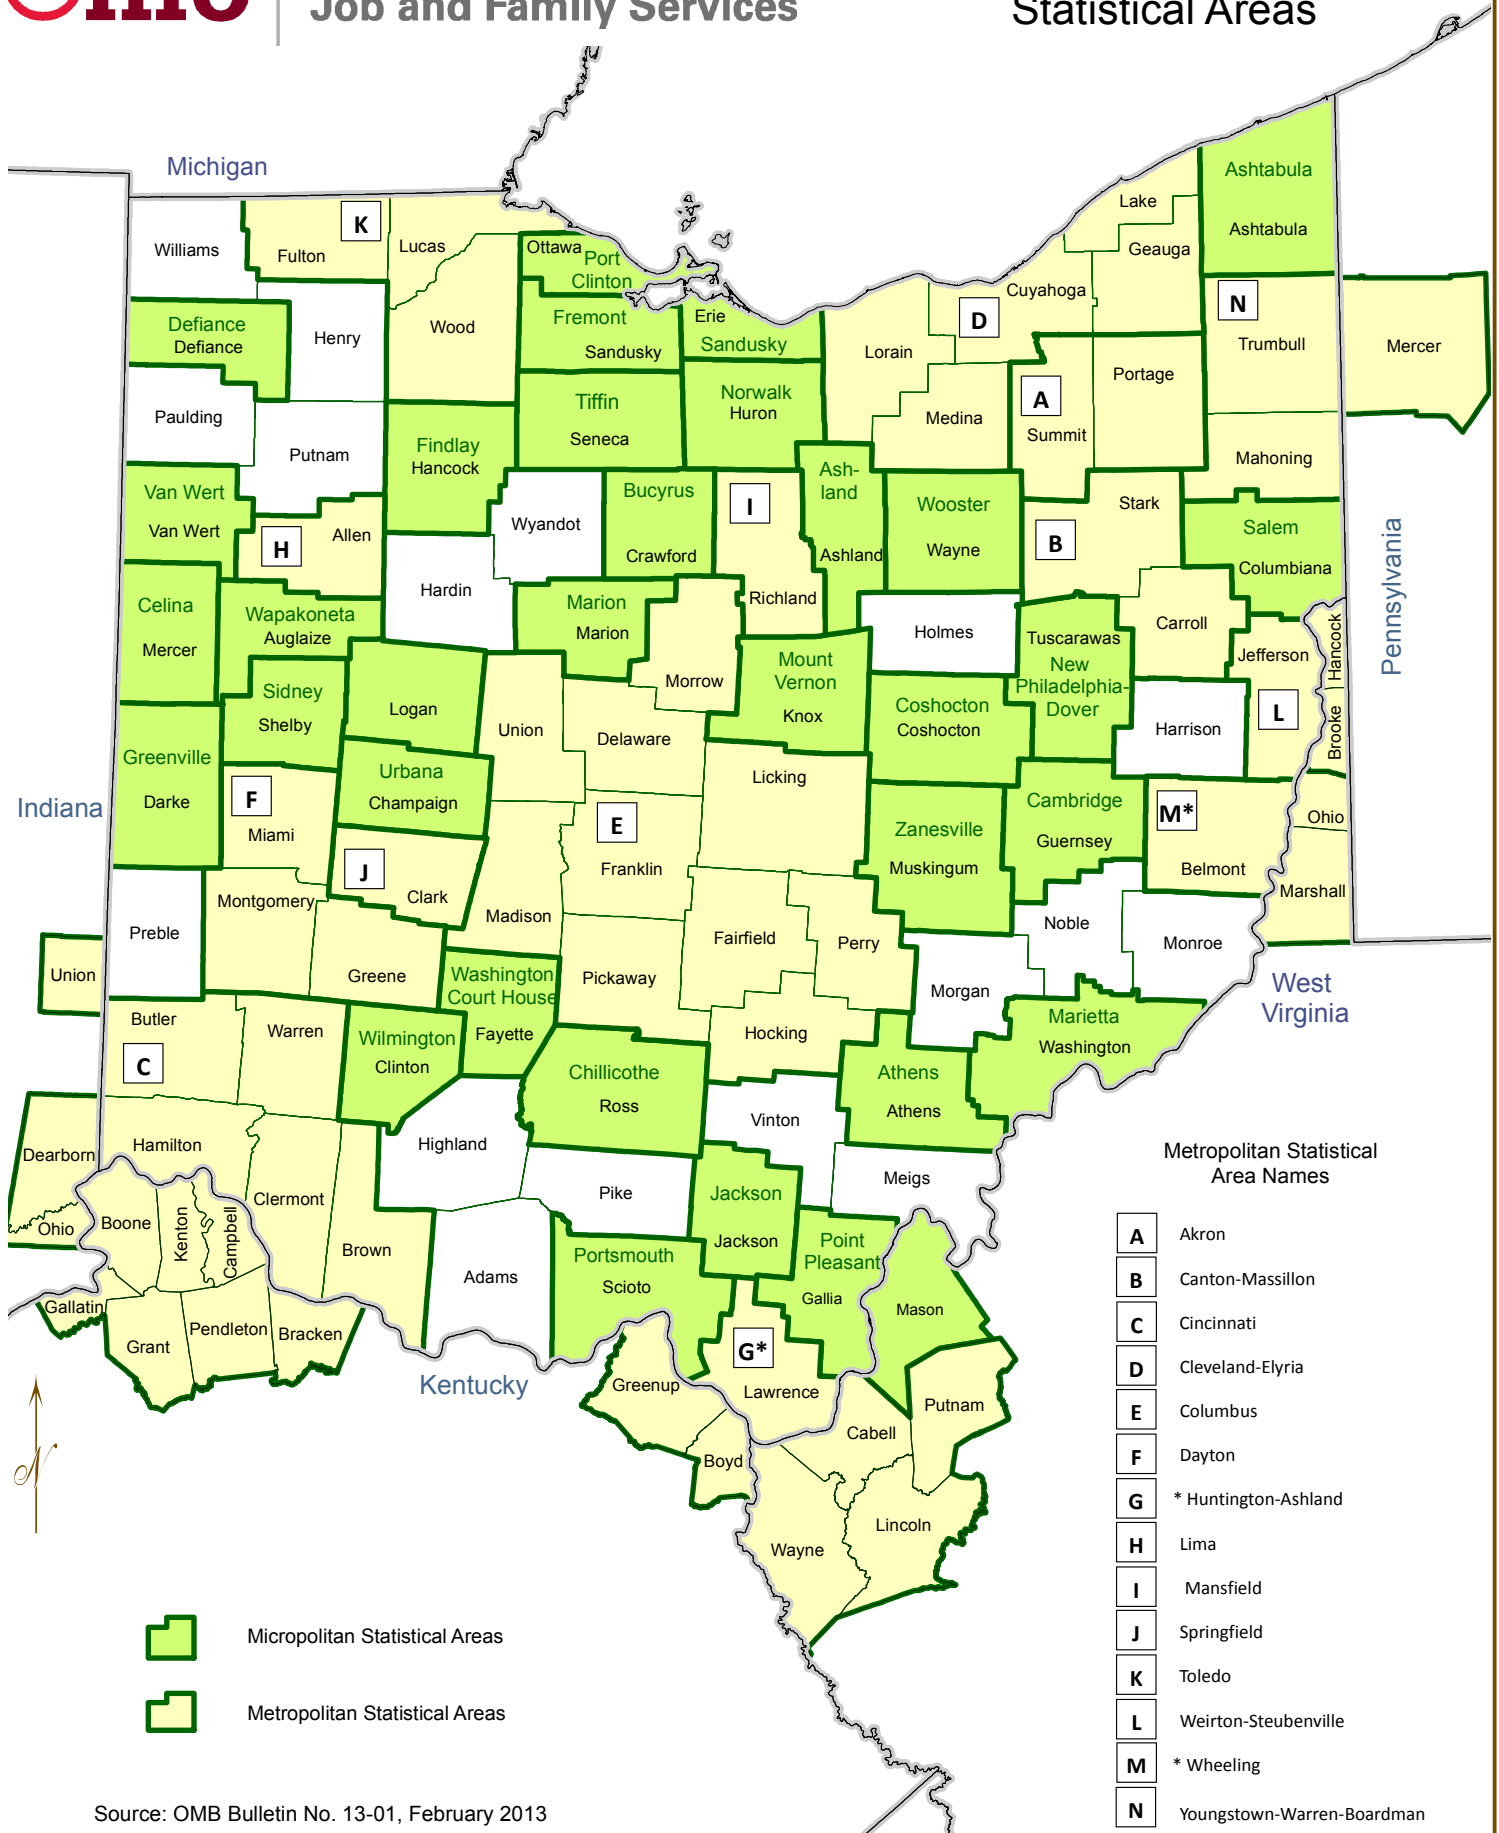 Ohio
Job and Family Services
Statistical Areas
Michigan
Ashtabula
Ashtabula
Lake
Geauga
Cuyahoga
K
Williams
Fulton
Lucas
Ottawa
Port
Clinton
Wood
Fremont
Sandusky
Erie
Sandusky
Defiance
Defiance
Henry
D
Lorain
N
Trumbull
Mercer
Portage
A
Summit
Medina
Paulding
Putnam
Findlay
Hancock
Tiffin
Seneca
Norwalk
Huron
Mahoning
Van Wert
Van Wert
H
Allen
Wyandot
Bucyrus
Crawford
I
Richland
Ash-
land
Ashland
Wooster
Wayne
B
Stark
Salem
Columbiana
Pennsylvania
Celina
Mercer
Wapakoneta
Auglaize
Hardin
Marion
Marion
Morrow
Mount
Vernon
Knox
Holmes
Tuscarawas
New
Philadelphia-
Dover
Carroll
Jefferson
Hancock
Brooke
L
Harrison
Sidney
Shelby
Logan
Union
Delaware
Coshocton
Coshocton
Greenville
Darke
Indiana
F
Miami
Urbana
Champaign
Licking
E
Franklin
Zanesville
Muskingum
Cambridge
Guernsey
M*
Belmont
Ohio
Marshall
J
Clark
Montgomery
Madison
Preble
Union
Greene
Fairfield
Perry
Noble
Monroe
Morgan
West
Virginia
Washington
Court House
Fayette
Pickaway
Hocking
Marietta
Washington
Butler
C
Warren
Wilmington
Clinton
Chillicothe
Ross
Athens
Athens
Vinton
Dearborn
Hamilton
Highland
Pike
Meigs
Clermont
Ohio
Boone
Kenton
Campbell
Brown
Adams
Jackson
Jackson
Point
Pleasant
Gallia
Mason
Portsmouth
Scioto
Gallatin
Grant
Pendleton
Bracken
Kentucky
G*
Lawrence
Greenup
Boyd
Cabell
Putnam
Wayne
Lincoln
N
Metropolitan Statistical
Area Names
A Akron
B Canton-Massillon
C Cincinnati
D Cleveland-Elyria
E Columbus
F Dayton
G * Huntington-Ashland
H Lima
I Mansfield
J Springfield
K Toledo
L Weirton-Steubenville
M * Wheeling
N Youngstown-Warren-Boardman
Micropolitan Statistical Areas
Metropolitan Statistical Areas
Source: OMB Bulletin No. 13-01, February 2013